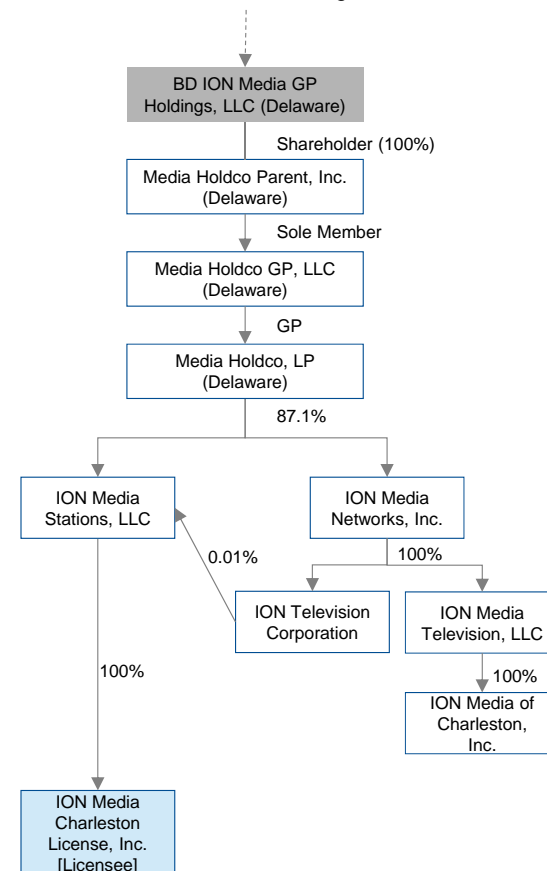 BD ION Media GP
Holdings, LLC (Delaware)
Shareholder (100%)
Media Holdco Parent, Inc.
(Delaware)
Sole Member
Media Holdco GP, LLC
(Delaware)
GP
Media Holdco, LP
(Delaware)
87.1%
ION Media
Stations, LLC
ION Media
Networks, Inc.
0.01%
100%
ION Television
Corporation
ION Media
Television, LLC
100%
100%
ION Media of
Charleston,
Inc.
ION Media
Charleston
License, Inc.
[Licensee]